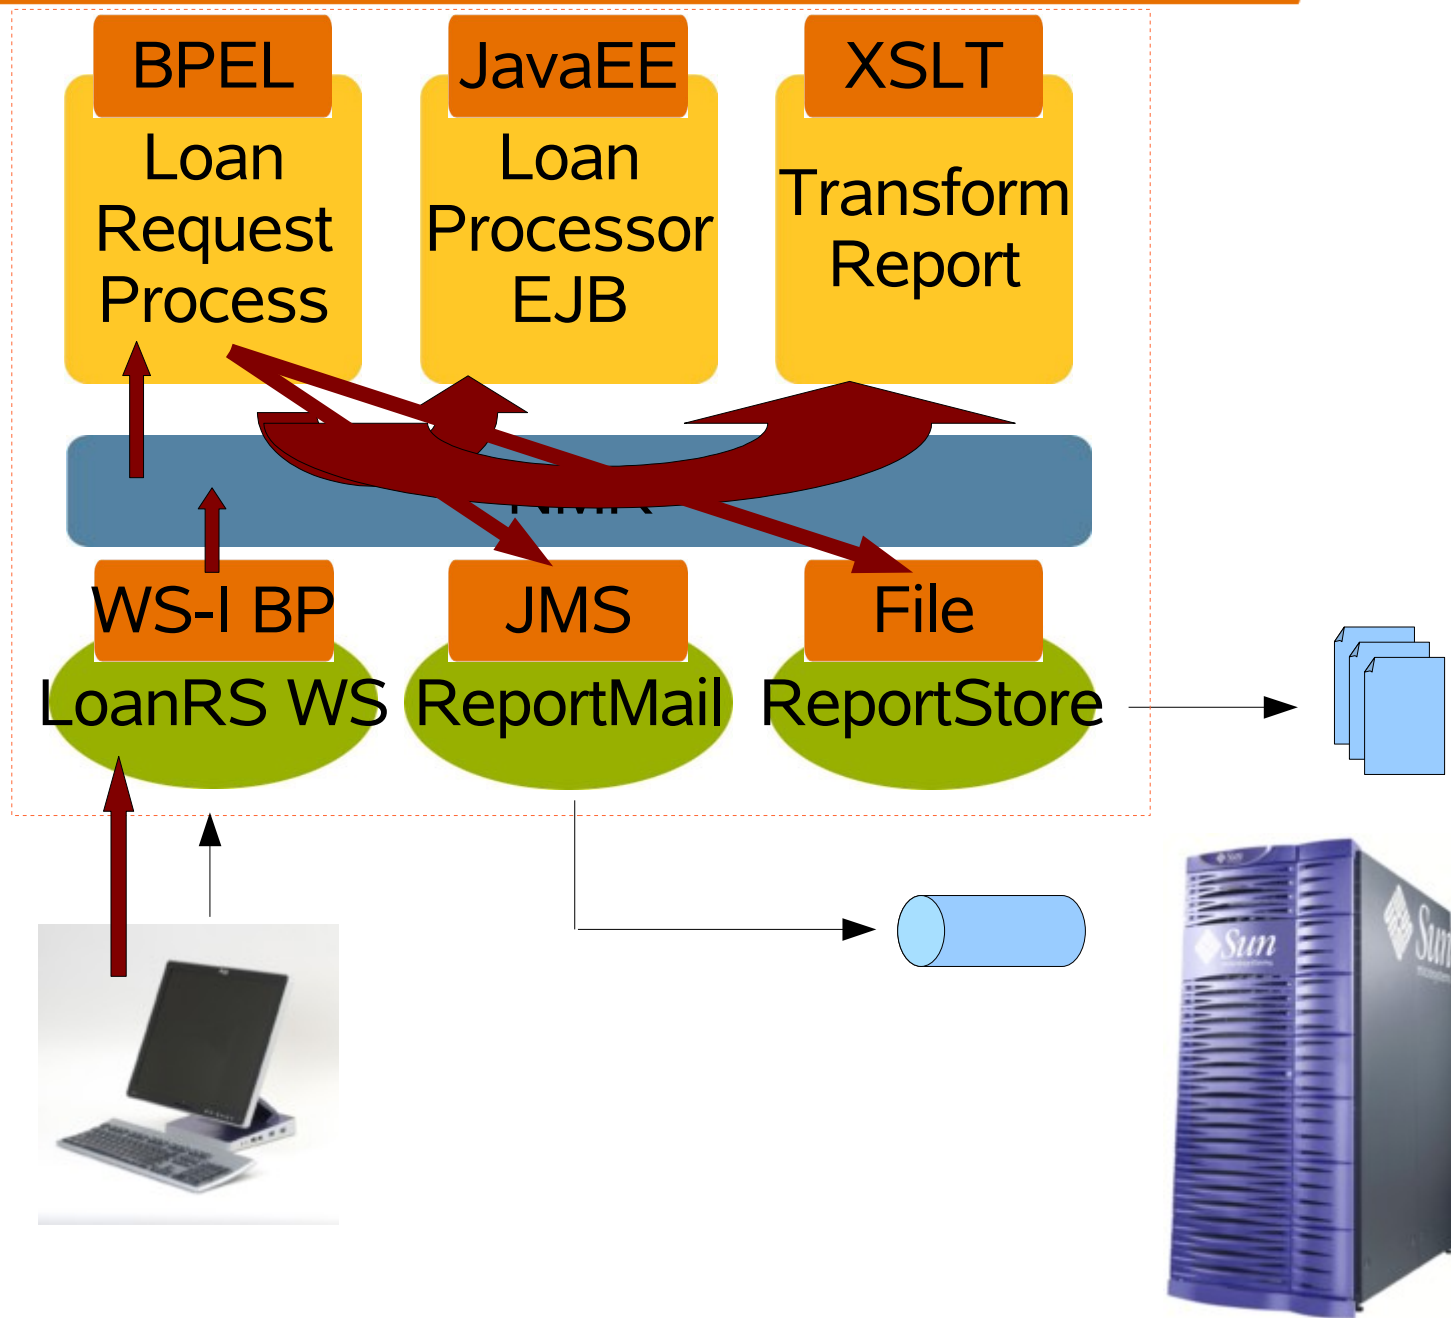 BPEL
JavaEE
XSLT
Loan
Request
Process
Loan
Processor
EJB
Transform
Report
NMR
WS-I BP
JMS
File
LoanRS WS
ReportMail
ReportStore
Sun
Sun